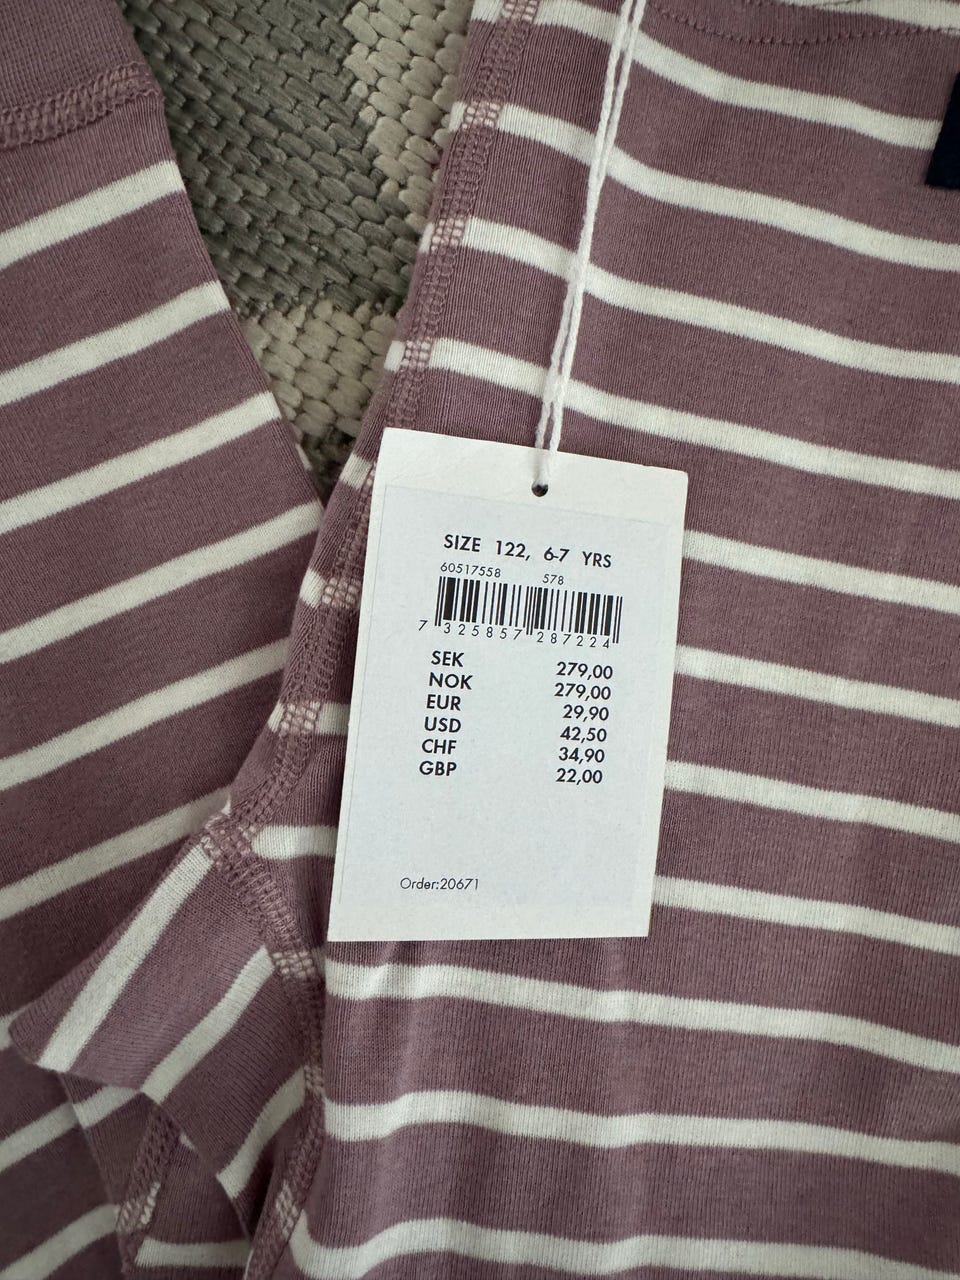 SIZE 122, 6-7 YRS
60517558 578
7 325857 287224
SEK 279,00
NOK 279,00
EUR 29,90
USD 42,50
CHF 34,90
GBP 22,00
Order:20671